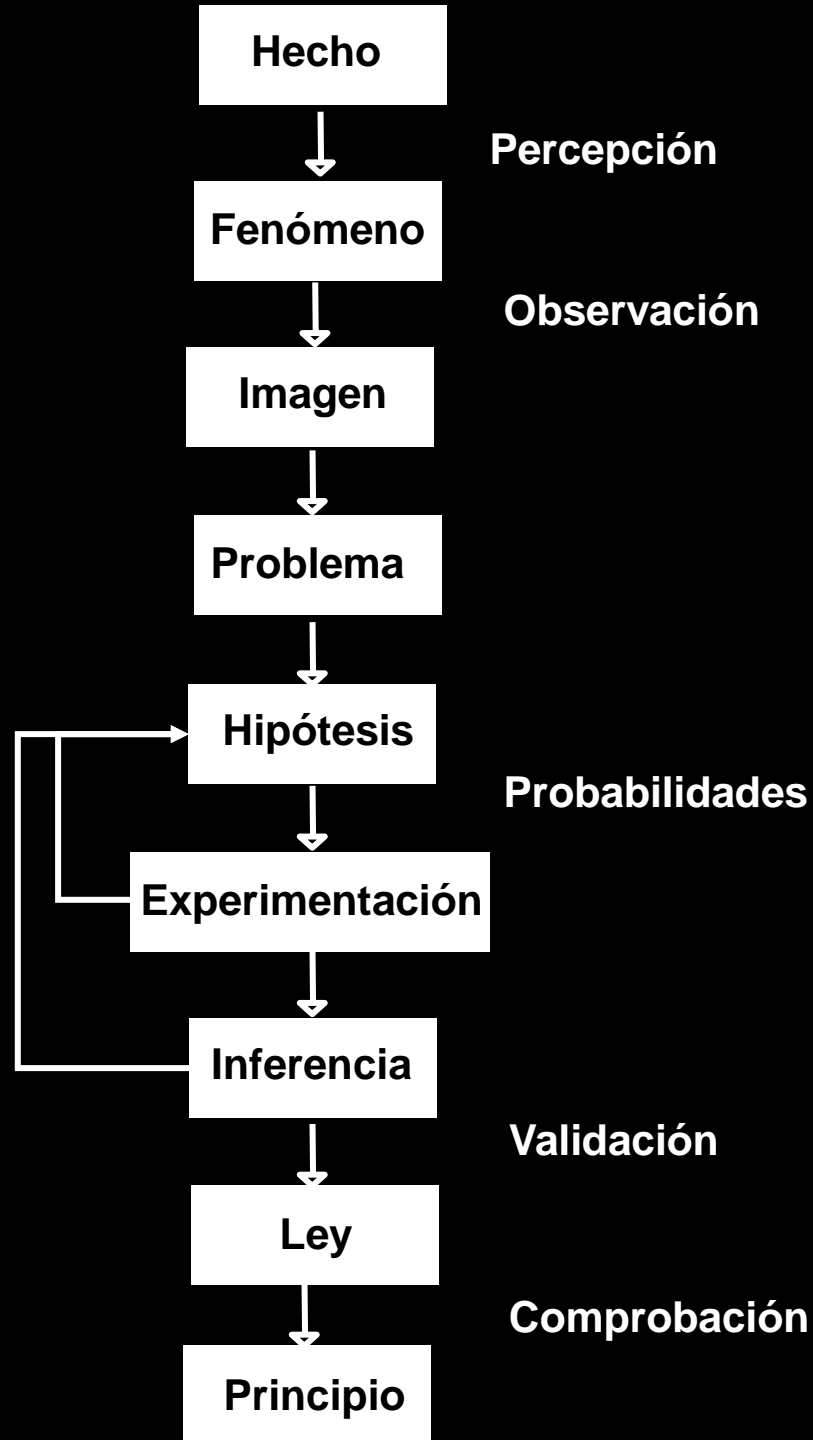 Hecho
Percepción
Fenómeno
Observación
Imagen
Problema
Hipótesis
Probabilidades
Experimentación
Inferencia
Validación
Ley
Comprobación
Principio